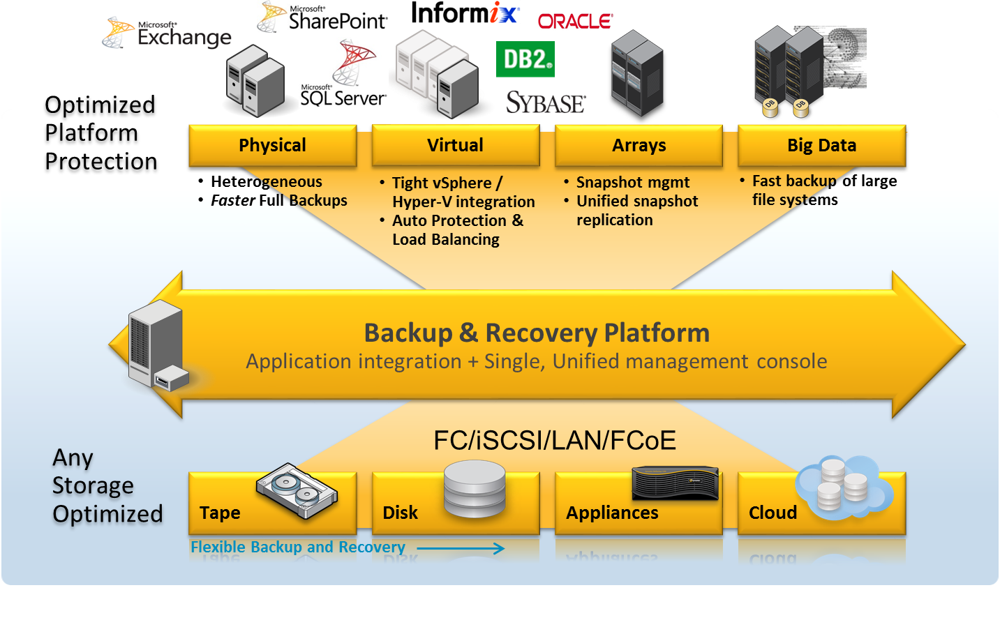 Microsoft®
Exchange
Microsoft®
SharePoint®
Informix®
ORACLE®
Microsoft®
SQL Server®
DB2®
SYBASE®
DB
DB
Optimized
Platform
Protection
Physical
Virtual
Arrays
Big Data
• Heterogeneous
• Faster Full Backups
• Tight vSphere /
Hyper-V integration
• Auto Protection &
Load Balancing
• Snapshot mgmt
• Unified snapshot
replication
• Fast backup of large
file systems
Backup & Recovery Platform
Application integration + Single, Unified management console
FC/iSCSI/LAN/FCoE
Any
Storage
Optimized
Tape
Disk
Appliances
Cloud
Flexible Backup and Recovery